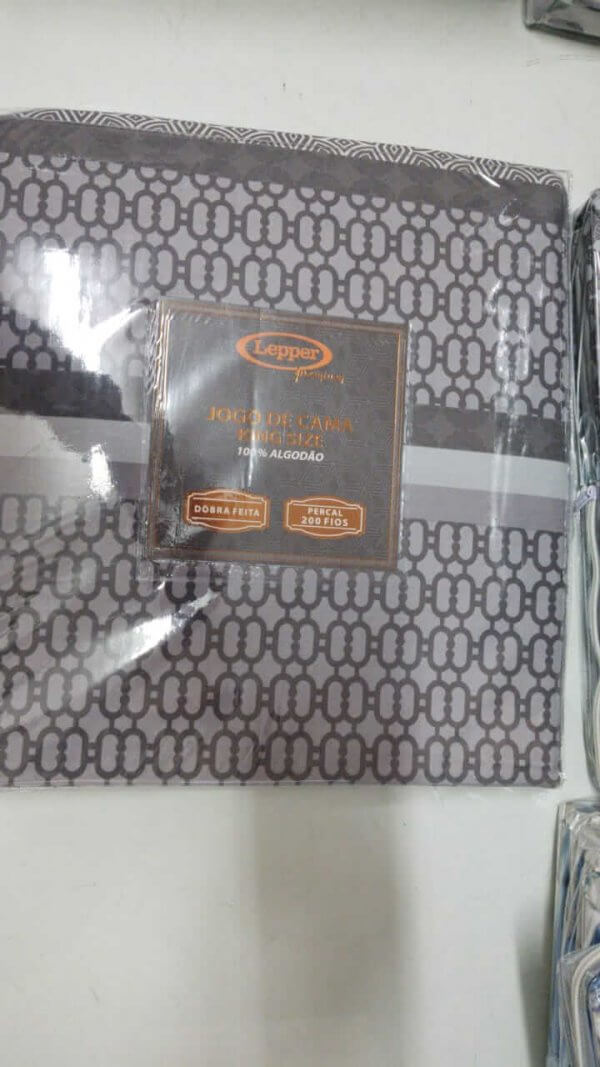 Lepper
premium
JOGO DE CAMA
KING SIZE
100% ALGODÃO
DOBRA FEITA
PERCAL
200 FIOS